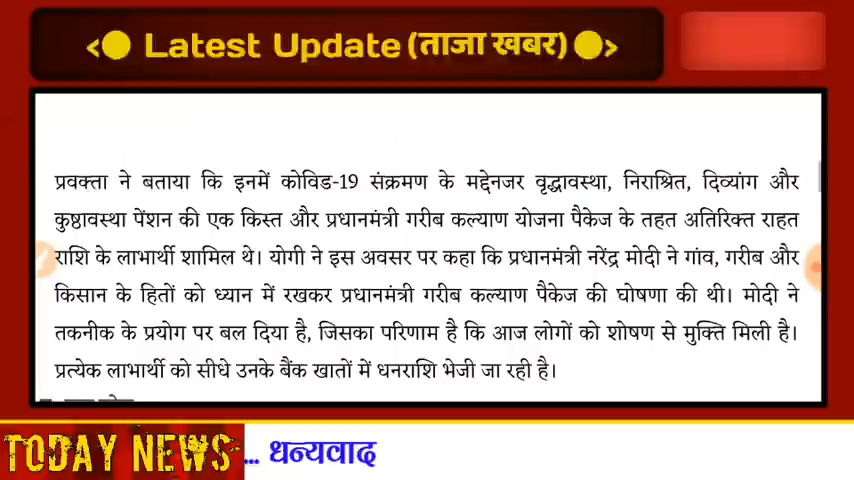 Latest Update (ताजा खबर)
प्रवक्ता ने बताया कि इनमें कोविड-19 संक्रमण के मद्देनजर वृद्धावस्था, निराश्रित, दिव्यांग और
कुष्ठावस्था पेंशन की एक किस्त और प्रधानमंत्री गरीब कल्याण योजना पैकेज के तहत अतिरिक्त राहत
राशि के लाभार्थी शामिल थे। योगी ने इस अवसर पर कहा कि प्रधानमंत्री नरेंद्र मोदी ने गांव, गरीब और
किसान के हितों को ध्यान में रखकर प्रधानमंत्री गरीब कल्याण पैकेज की घोषणा की थी। मोदी ने
तकनीक के प्रयोग पर बल दिया है, जिसका परिणाम है कि आज लोगों को शोषण से मुक्ति मिली है।
प्रत्येक लाभार्थी को सीधे उनके बैंक खातों में धनराशि भेजी जा रही है।
TODAY NEWS ... धन्यवाद